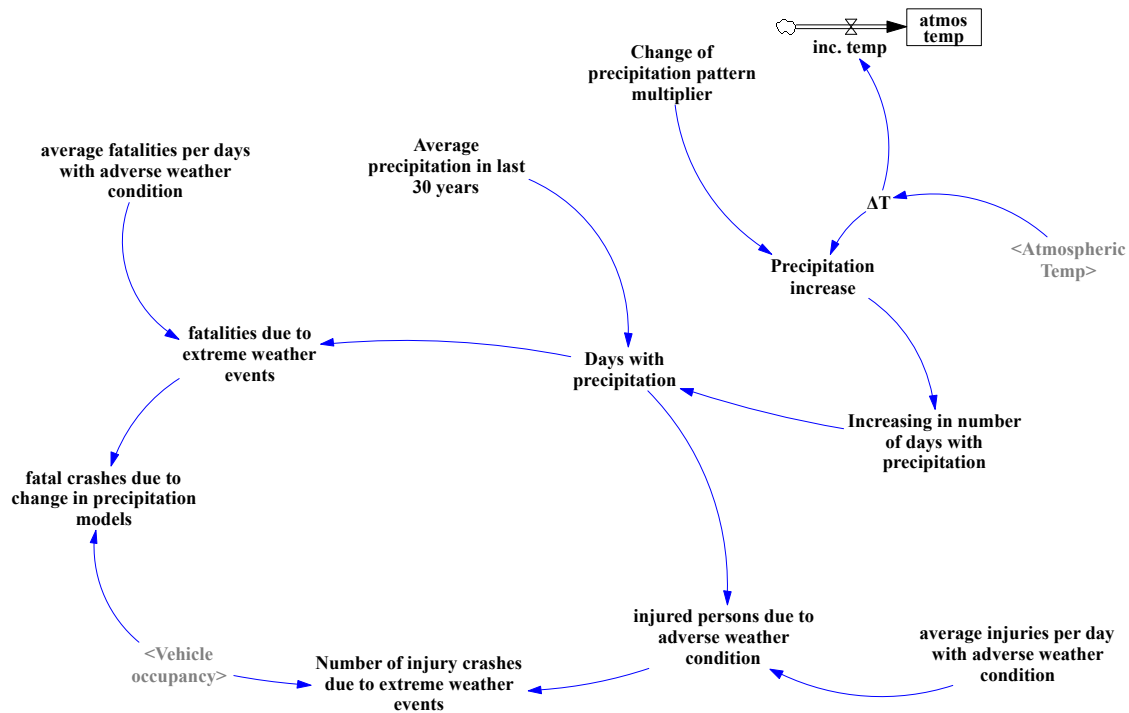 atmos
temp
inc. temp
Change of
precipitation pattern
multiplier
average fatalities per days
with adverse weather
condition
Average
precipitation in last
30 years
ΔT
<Atmospheric
Temp>
Precipitation
increase
fatalities due to
extreme weather
events
Days with
precipitation
Increasing in number
of days with
precipitation
fatal crashes due to
change in precipitation
models
injured persons due to
adverse weather
condition
average injuries per day
with adverse weather
condition
<Vehicle
occupancy>
Number of injury crashes
due to extreme weather
events